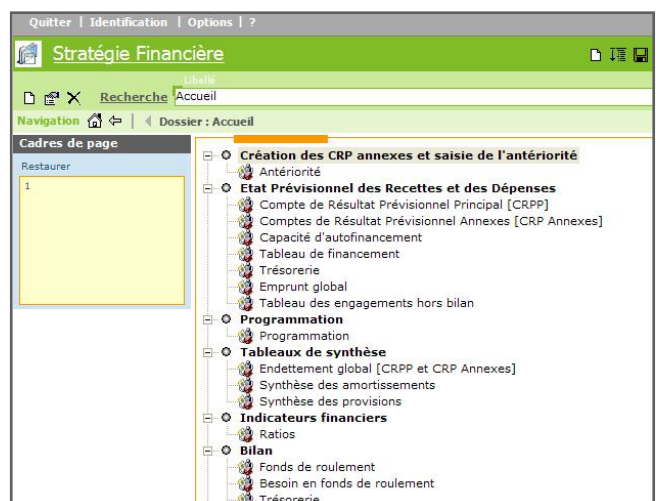 Quitter | Identification | Options | ?
Stratégie Financière
Libellé
Recherche Accueil
Navigation Dossier : Accueil
Cadres de page
Restaurer
1
Création des CRP annexes et saisie de l'antériorité
Antériorité
Etat Prévisionnel des Recettes et des Dépenses
Compte de Résultat Prévisionnel Principal [CRPP]
Comptes de Résultat Prévisionnel Annexes [CRP Annexes]
Capacité d'autofinancement
Tableau de financement
Trésorerie
Emprunt global
Tableau des engagements hors bilan
Programmation
Programmation
Tableaux de synthèse
Endettement global [CRPP et CRP Annexes]
Synthèse des amortissements
Synthèse des provisions
Indicateurs financiers
Ratios
Bilan
Fonds de roulement
Besoin en fonds de roulement
Trésorerie